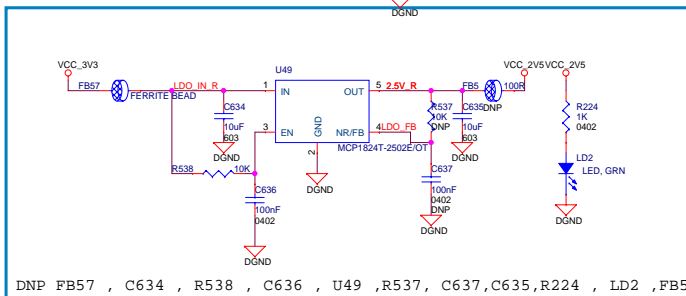 DGND
VCC_3V3
U49
VCC_2V5
VCC_2V5
FB57
LDO_IN_R
1
IN
OUT
5
2.5V_R
FB5
100R
FERRITE BEAD
C634
10uF
603
R537
10K
DNP
C635
10uF
603
DNP
R224
1K
0402
3
EN
GND
NR/FB
4
LDO_FB
2
MCP1824T-2502E/OT
DGND
DGND
R538
10K
C636
100nF
0402
DGND
C637
100nF
0402
DNP
LD2
LED, GRN
DGND
DGND
DGND
DNP FB57 , C634 , R538 , C636 , U49 ,R537, C637,C635,R224 , LD2 ,FB5